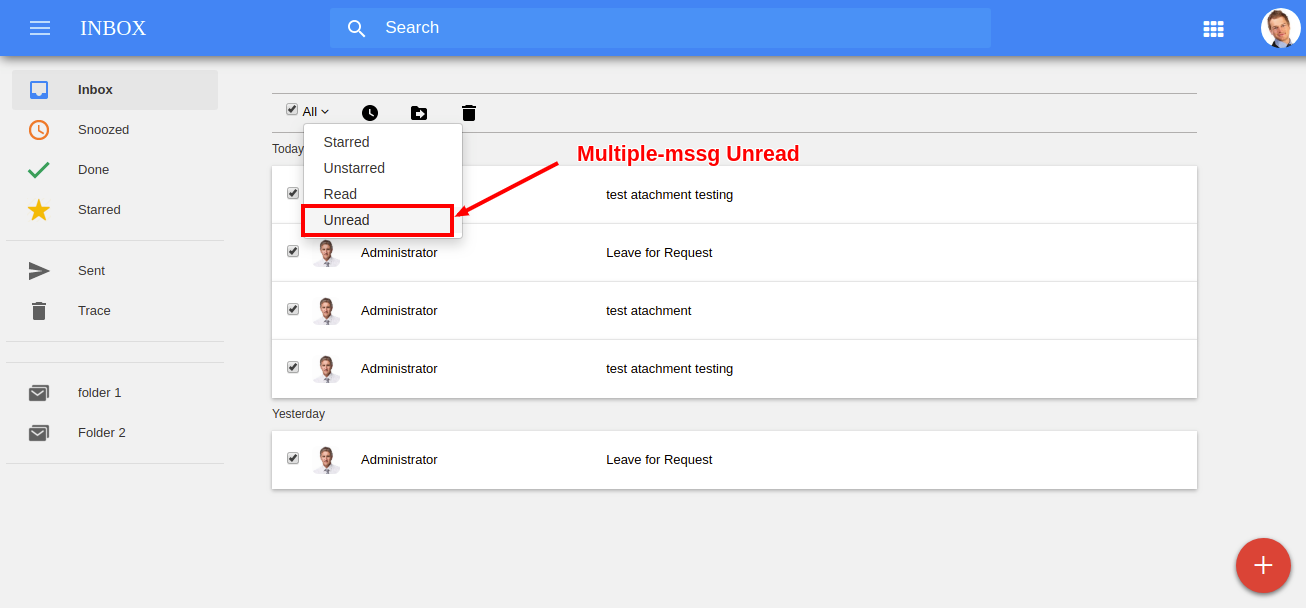 INBOX
Search
Inbox
Snoozed
Done
Starred
Sent
Trace
folder 1
Folder 2
All
Starred
Unstarred
Read
Unread
Multiple-mssg Unread
Today
test atachment testing
Administrator Leave for Request
Administrator test atachment
Administrator test atachment testing
Yesterday
Administrator Leave for Request